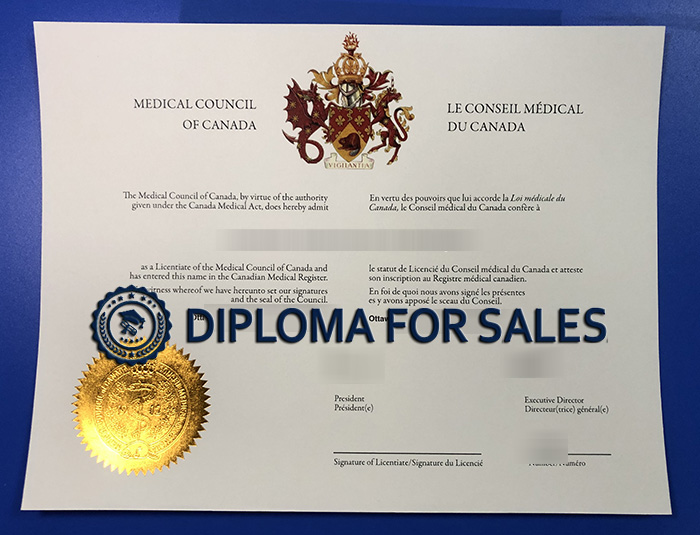 MEDICAL COUNCIL
OF CANADA
LE CONSEIL MÉDICAL
DU CANADA
VIGILANTIA
The Medical Council of Canada, by virtue of the authority
given under the Canada Medical Act, does hereby admit
En vertu des pouvoirs que lui accorde la Loi médicale du
Canada, le Conseil médical du Canada confère à
as a Licentiate of the Medical Council of Canada and
has entered this name in the Canadian Medical Register.
le statut de Licencié du Conseil médical du Canada et atteste
son inscription au Registre médical canadien.
witness whereof we have hereunto set our signatures
and the seal of the Council.
En foi de quoi nous avons signé les présentes
es y avons apposé le sceau du Conseil.
DIPLOMA FOR SALES
President
Président(e)
Executive Director
Directeur(trice) général(e)
Signature of Licentiate/Signature du Licencié
Number/Numéro